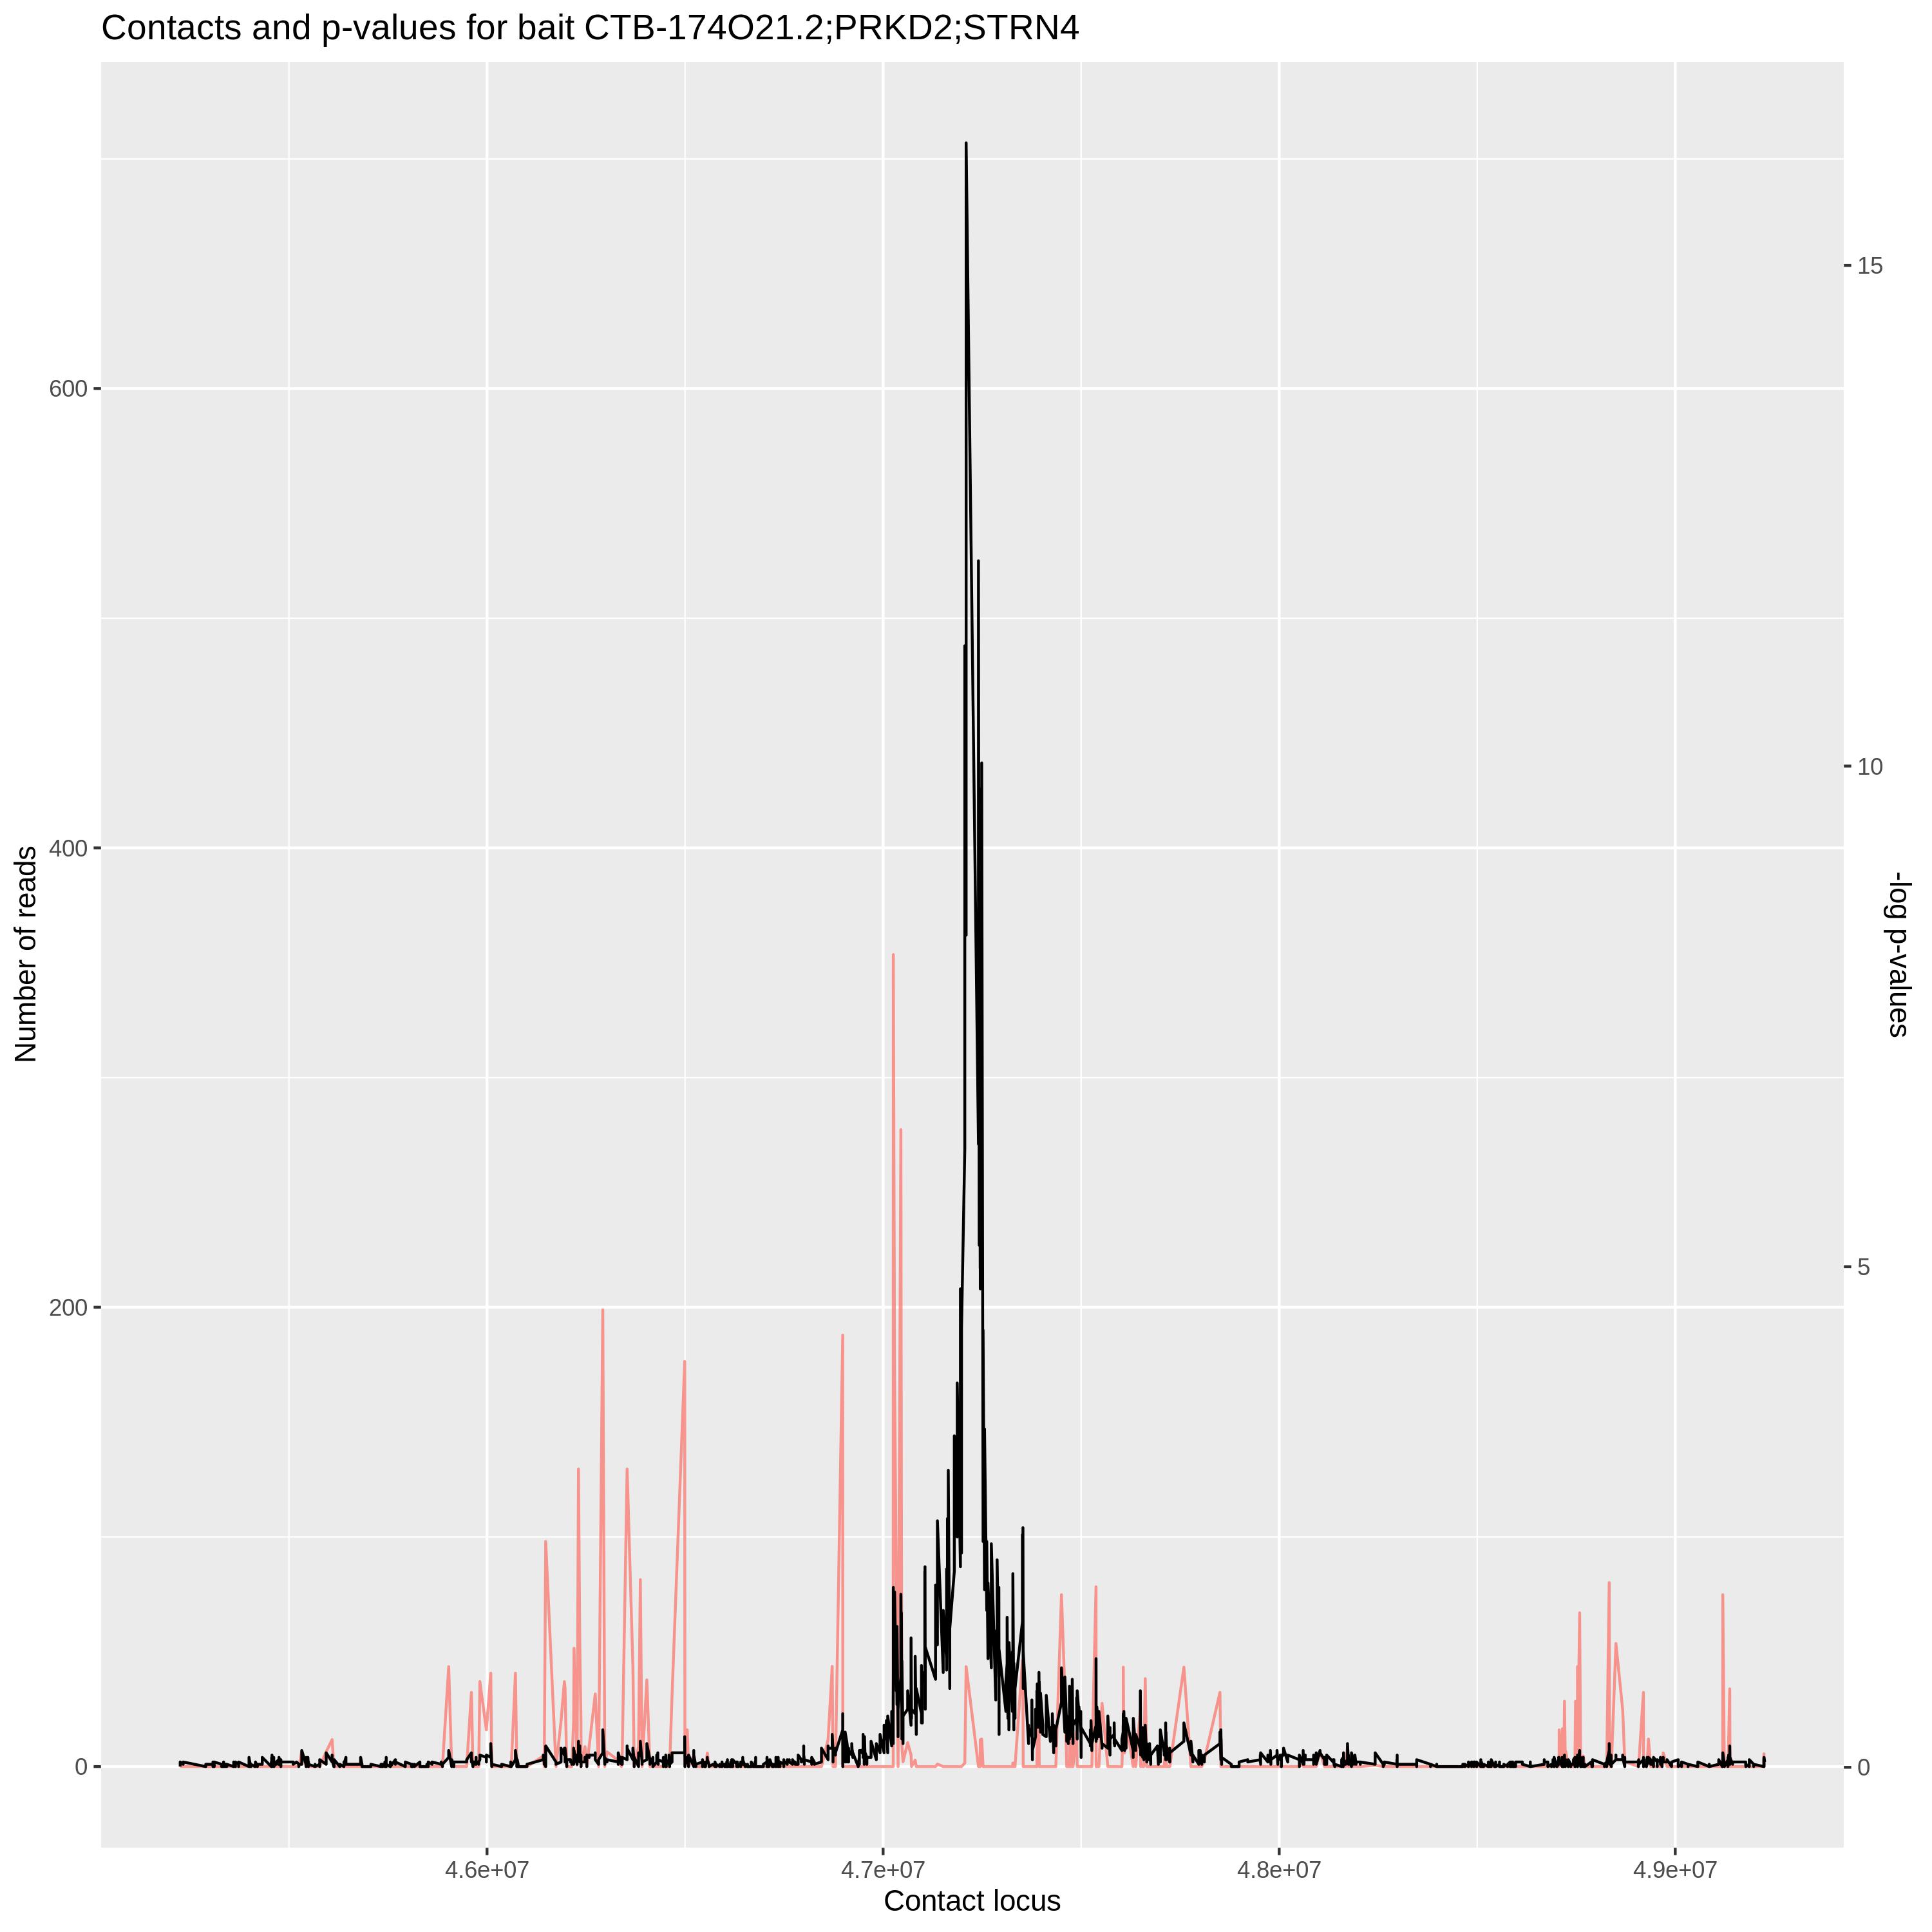 Contacts and p-values for bait CTB-174O21.2;PRKD2;STRN4
600
400
200
0
Number of reads
15
10
5
0
-log p-values
4.6e+07
4.7e+07
4.8e+07
4.9e+07
Contact locus